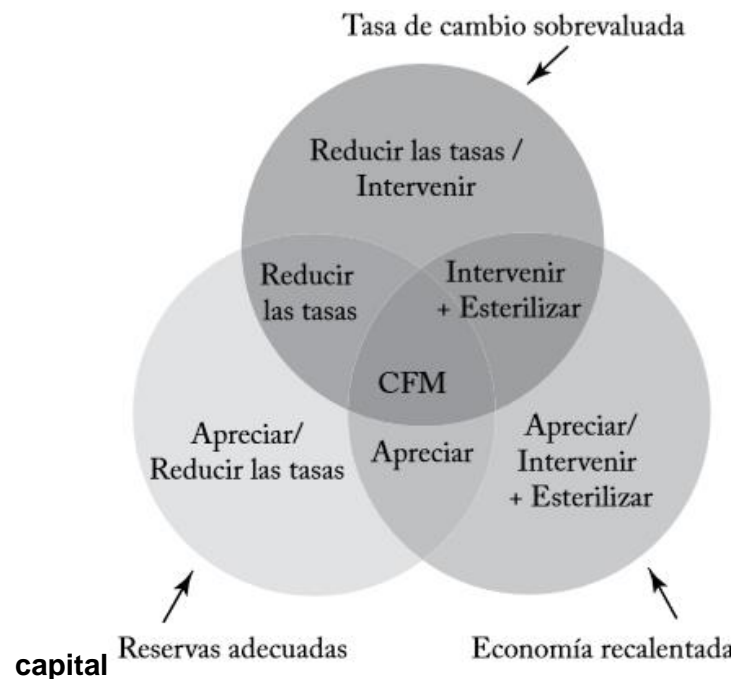 Tasa de cambio sobrevaluada
Reducir las tasas /
Intervenir
Reducir
las tasas
Intervenir
+ Esterilizar
CFM
Apreciar/
Reducir las tasas
Apreciar
Apreciar/
Intervenir
+ Esterilizar
capital
Reservas adecuadas
Economía recalentada